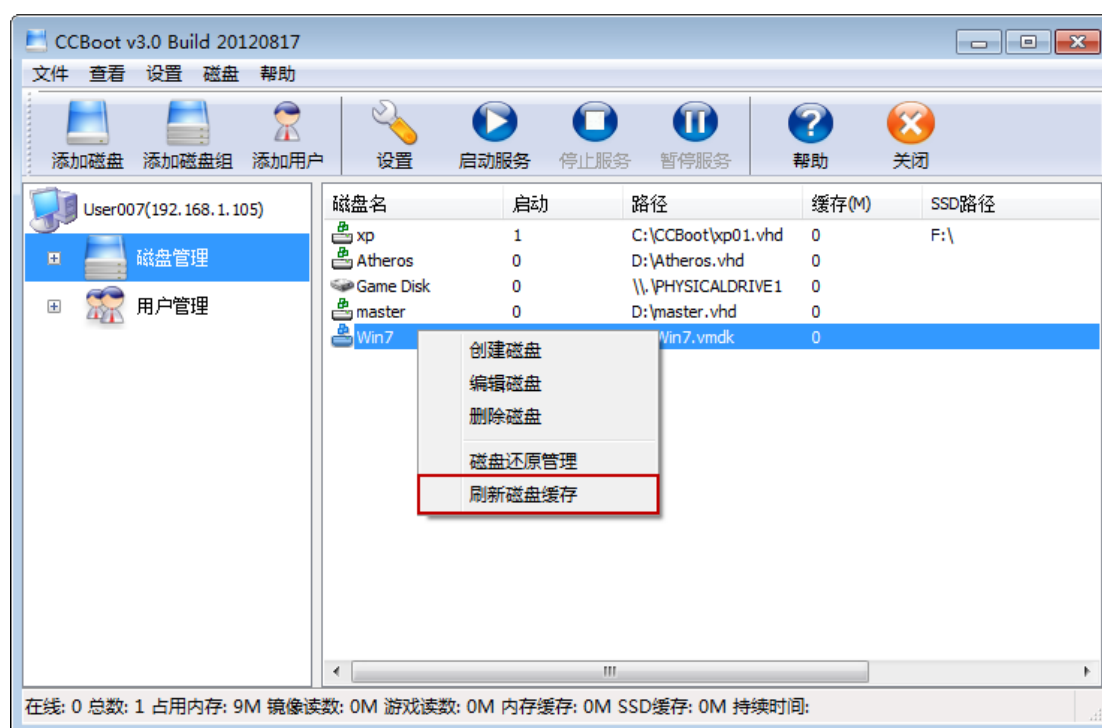 CCBoot v3.0 Build 20120817
文件 查看 设置 磁盘 帮助
添加磁盘 添加磁盘组 添加用户 设置 启动服务 停止服务 暂停服务 帮助 关闭
User007(192.168.1.105)
磁盘管理
用户管理
磁盘名 启动 路径 缓存(M) SSD路径
xp 1 C:\CCBoot\xp01.vhd 0 F:\
Atheros 0 D:\Atheros.vhd 0
Game Disk 0 \\.\PHYSICALDRIVE1 0
master 0 D:\master.vhd 0
Win7 Win7.vmdk 0
创建磁盘
编辑磁盘
删除磁盘
磁盘还原管理
刷新磁盘缓存
在线: 0 总数: 1 占用内存: 9M 镜像读数: 0M 游戏读数: 0M 内存缓存: 0M SSD缓存: 0M 持续时间: